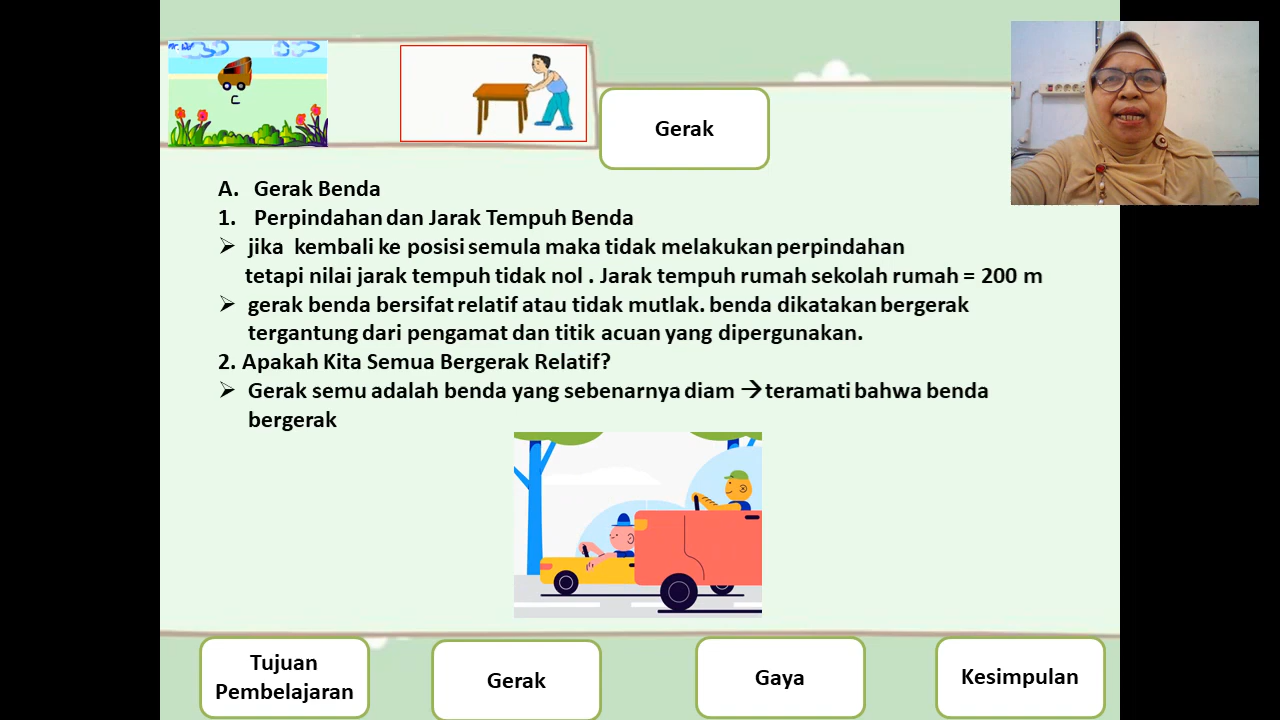 Gerak
A. Gerak Benda
1. Perpindahan dan Jarak Tempuh Benda
➢ jika kembali ke posisi semula maka tidak melakukan perpindahan
tetapi nilai jarak tempuh tidak nol . Jarak tempuh rumah sekolah rumah = 200 m
➢ gerak benda bersifat relatif atau tidak mutlak. benda dikatakan bergerak
tergantung dari pengamat dan titik acuan yang dipergunakan.
2. Apakah Kita Semua Bergerak Relatif?
➢ Gerak semu adalah benda yang sebenarnya diam → teramati bahwa benda
bergerak
Tujuan
Pembelajaran
Gerak
Gaya
Kesimpulan